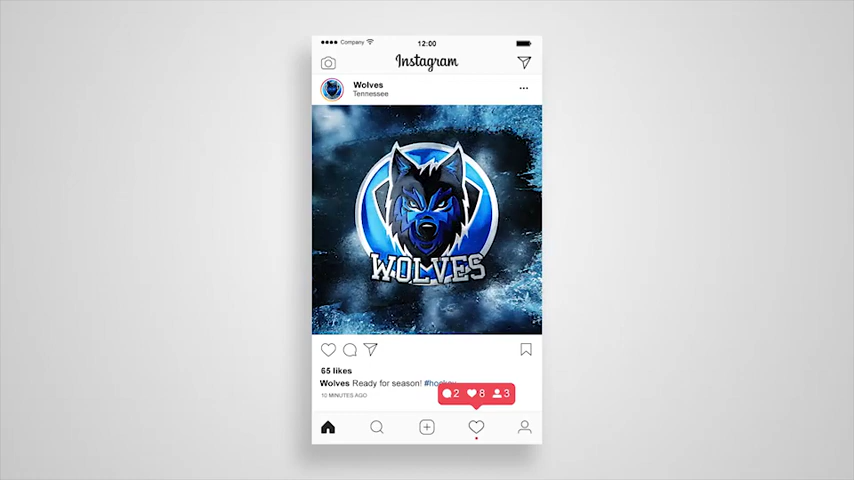 Company
12:00
Instagram
Wolves
Tennessee
WOLVES
65 likes
Wolves Ready for season! #hockey
2 8 3
10 MINUTES AGO